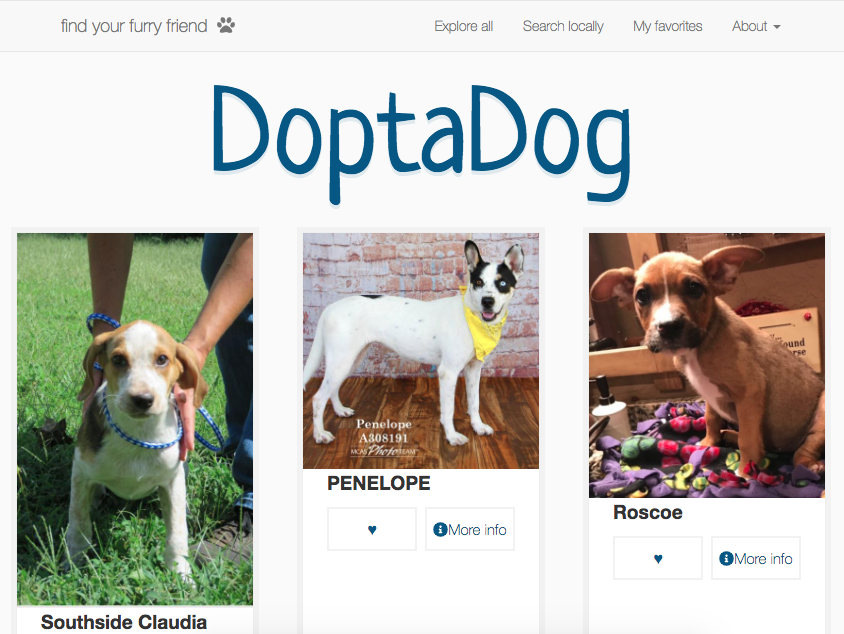 find your furry friend
Explore all
Search locally
My favorites
About
DoptaDog
Penelope
A308191
MCAS Photo TEAM
PENELOPE
♥
More info
Roscoe
♥
More info
Southside Claudia